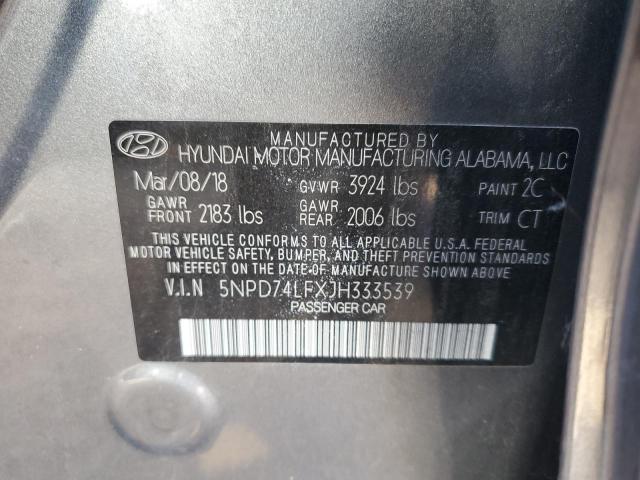 MANUFACTURED BY
HYUNDAI MOTOR MANUFACTURING ALABAMA, LLC
Mar/08/18 GVWR 3924 lbs PAINT 2C
GAWR FRONT 2183 lbs GAWR REAR 2006 lbs TRIM CT
THIS VEHICLE CONFORMS TO ALL APPLICABLE U.S.A. FEDERAL
MOTOR VEHICLE SAFETY, BUMPER, AND THEFT PREVENTION
STANDARDS IN EFFECT ON THE DATE OF MANUFACTURE SHOWN ABOVE
V.I.N 5NPD74LFXJH333539
PASSENGER CAR